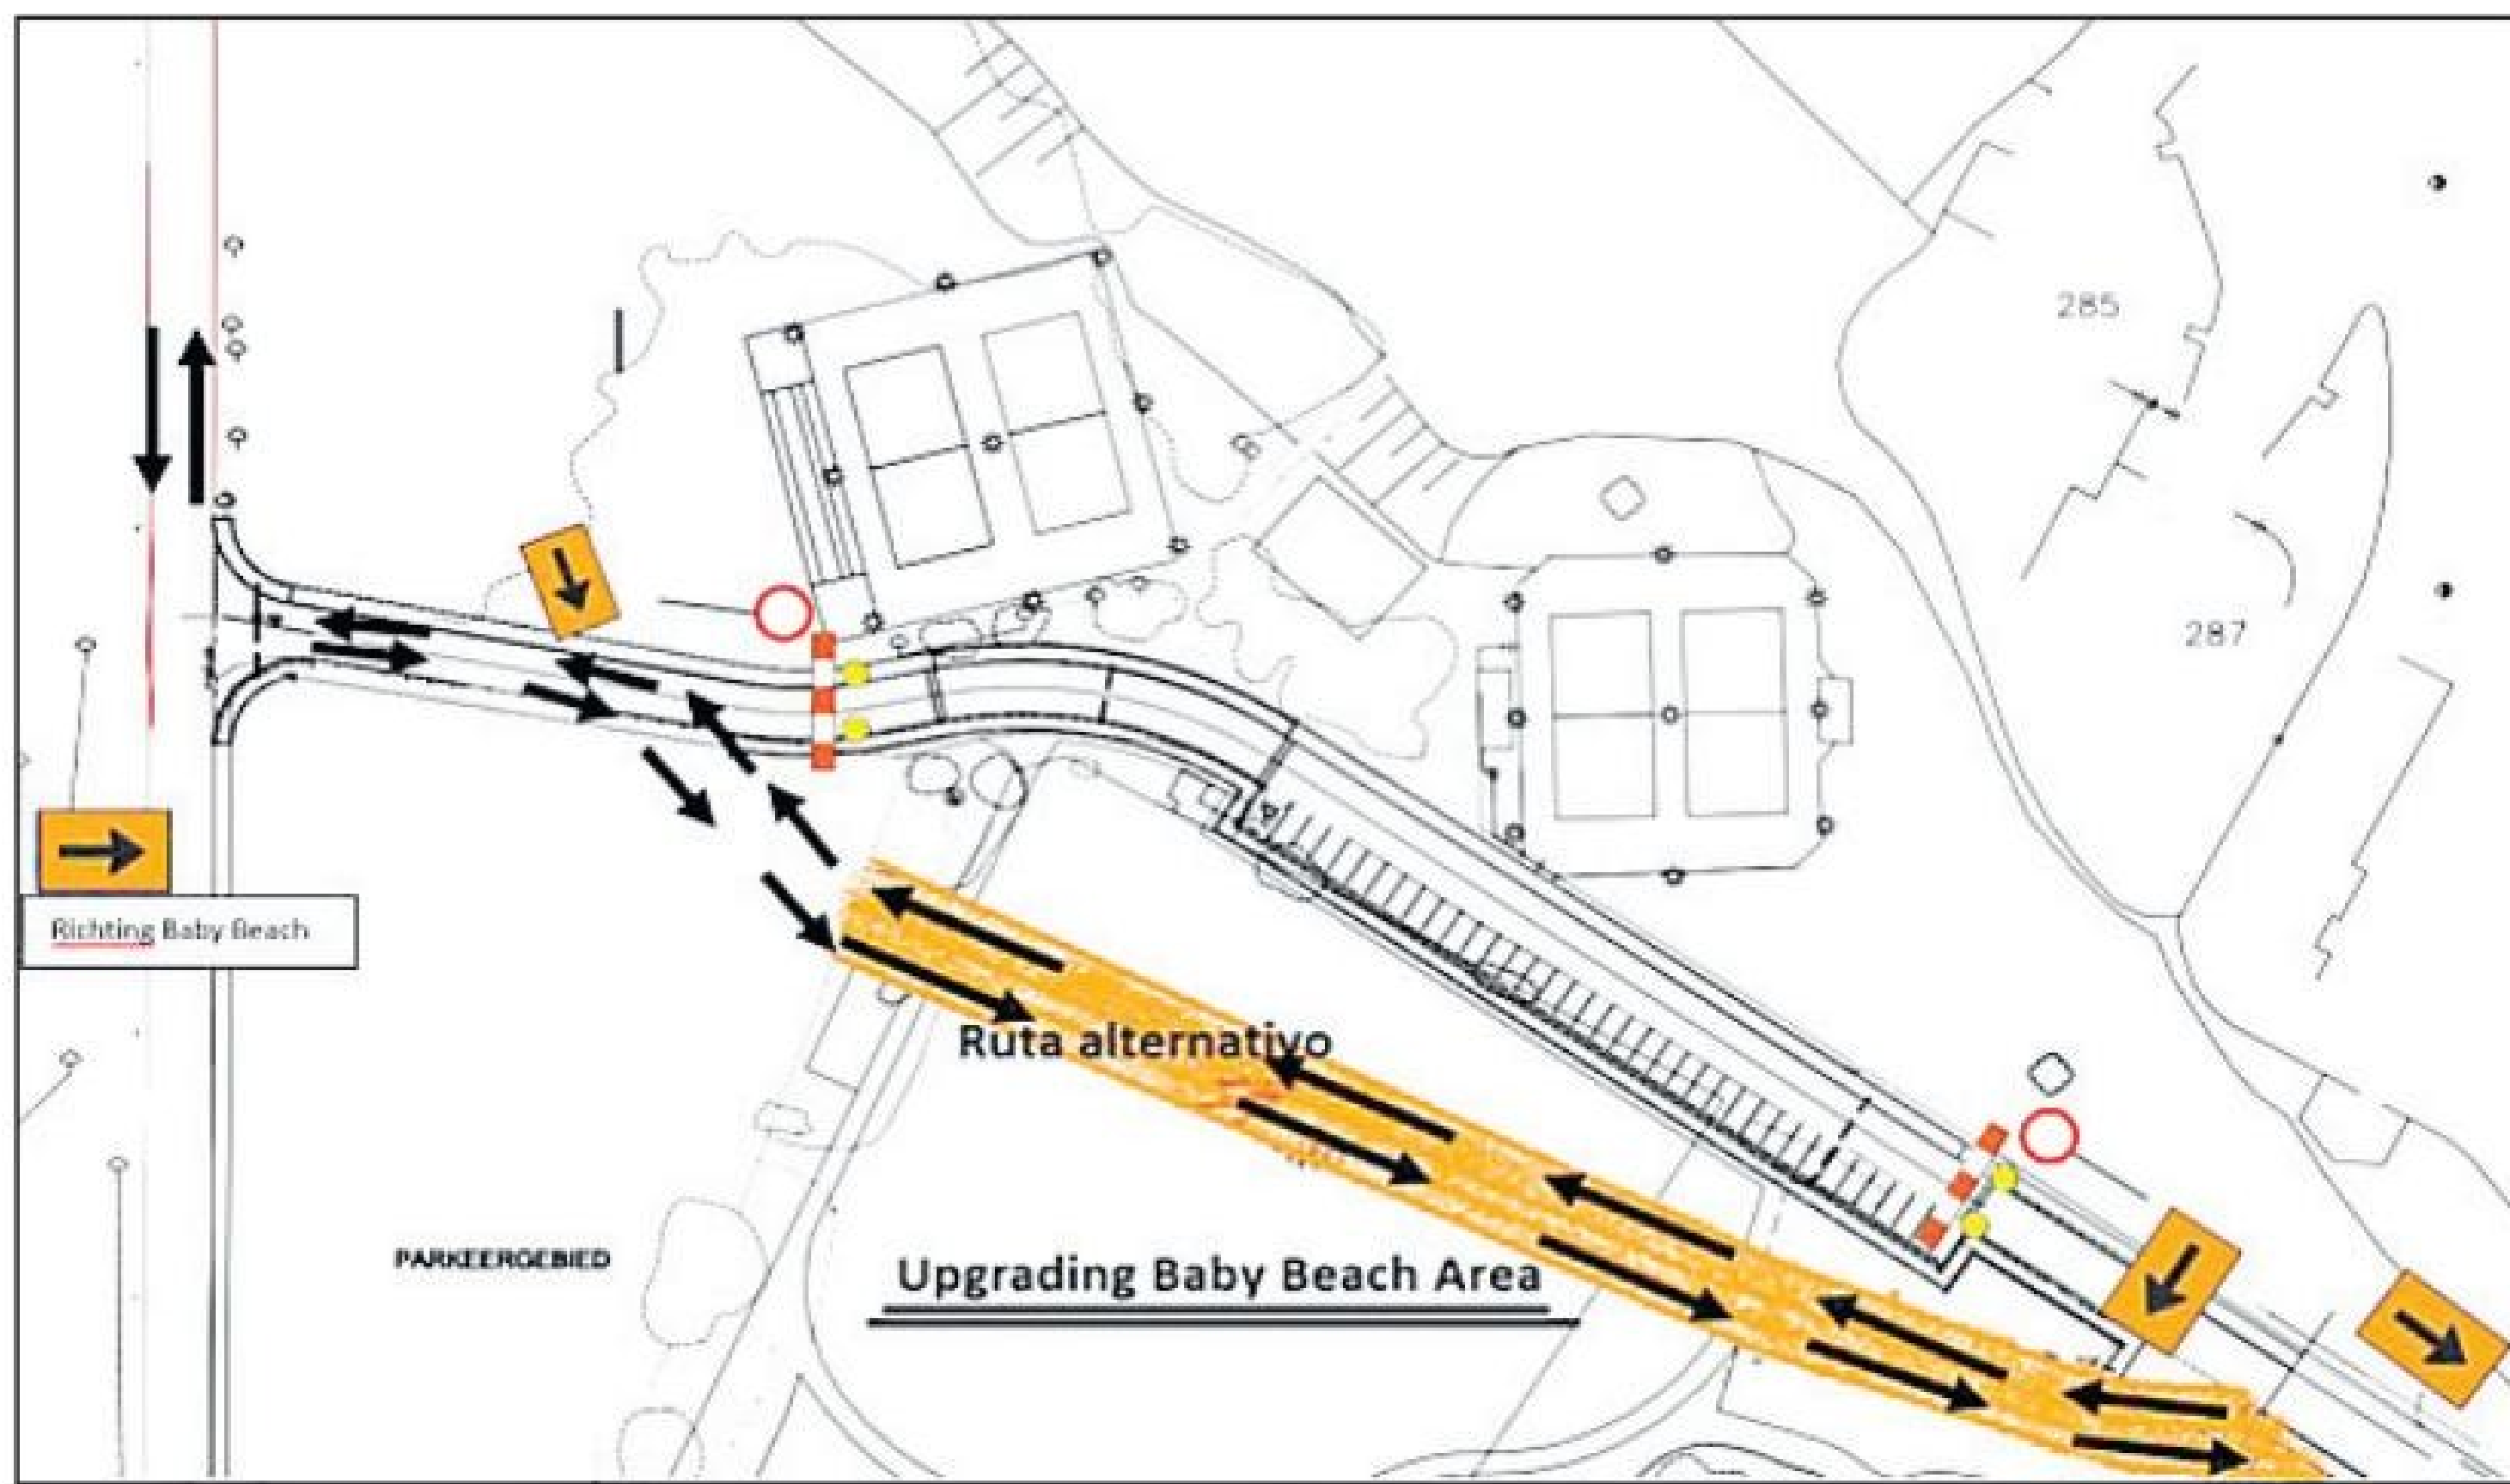 285
287
Richting Baby Beach
Ruta alternativo
PARKEERGEBIED
Upgrading Baby Beach Area